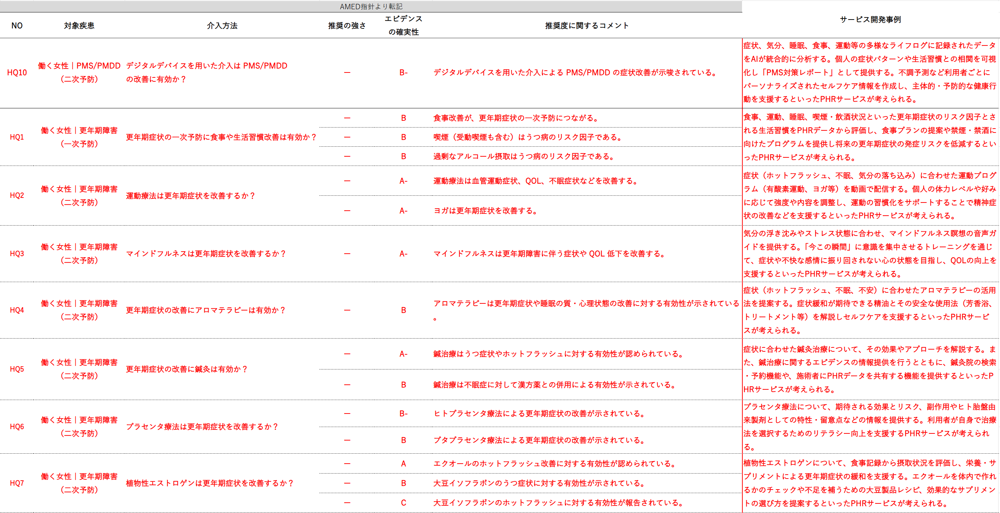 AMED指針より転記
NO
対象疾患
介入方法
推奨の強さ
エビデンス
の確実性
推奨度に関するコメント
サービス開発事例
HQ10
働く女性｜PMS/PMDD
（二次予防）
デジタルデバイスを用いた介入は PMS/PMDD
の改善に有効か？
ー
B-
デジタルデバイスを用いた介入による PMS/PMDD の症状改善が示唆されている。
症状、気分、睡眠、食事、運動等の多様なライフログに記録されたデータ
をAIが統合的に分析する。個人の症状パターンや生活習慣との相関を可視
化し「PMS対策レポート」として提供する。不調予測など利用者ごとに
パーソナライズされたセルフケア情報を作成し、主体的・予防的な健康行
動を支援するといったPHRサービスが考えられる。
HQ1
働く女性｜更年期障害
（一次予防）
更年期症状の一次予防に食事や生活習慣改善は有効か？
ー
B
食事改善が、更年期症状の一次予防につながる。
ー
B
喫煙（受動喫煙も含む）はうつ病のリスク因子である。
ー
B
過剰なアルコール摂取はうつ病のリスク因子である。
食事、運動、睡眠、喫煙・飲酒状況といった更年期症状のリスク因子とさ
れる生活習慣をPHRデータから評価し、食事プランの提案や禁煙・禁酒に
向けたプログラムを提供し将来の更年期症状の発症リスクを低減するとい
ったPHRサービスが考えられる。
HQ2
働く女性｜更年期障害
（二次予防）
運動療法は更年期症状を改善するか？
ー
A-
運動療法は血管運動症状、QOL、不眠症状などを改善する。
ー
A-
ヨガは更年期症状を改善する。
症状（ホットフラッシュ、不眠、気分の落ち込み）に合わせた運動プログ
ラム（有酸素運動、ヨガ等）を動画で配信する。個人の体力レベルや好み
に応じて強度や内容を調整し、運動の習慣化をサポートすることで精神症
状の改善などを支援するといったPHRサービスが考えられる。
HQ3
働く女性｜更年期障害
（二次予防）
マインドフルネスは更年期症状を改善するか？
ー
A-
マインドフルネスは更年期障害に伴う症状や QOL 低下を改善する。
気分の浮き沈みやストレス状態に合わせ、マインドフルネス瞑想の音声ガ
イドを提供する。「今この瞬間」に意識を集中させるトレーニングを通じ
て、症状や不快な感情に振り回されない心の状態を目指し、QOLの向上を
支援するといったPHRサービスが考えられる。
HQ4
働く女性｜更年期障害
（二次予防）
更年期症状の改善にアロマテラピーは有効か？
ー
B
アロマテラピーは更年期症状や睡眠の質・心理状態の改善に対する有効性が示されている
。
症状（ホットフラッシュ、不眠、不安）に合わせたアロマテラピーの活用
法を提案する。症状緩和が期待できる精油とその安全な使用法（芳香浴、
トリートメント等）を解説しセルフケアを支援するといったPHRサービ
スが考えられる。
HQ5
働く女性｜更年期障害
（二次予防）
更年期症状の改善に鍼灸は有効か？
ー
A-
鍼治療はうつ症状やホットフラッシュに対する有効性が認められている。
ー
B
鍼治療は不眠症に対して漢方薬との併用による有効性が示されている。
症状に合わせた鍼灸治療について、その効果やアプローチを解説する。ま
た、鍼治療に関するエビデンスの情報提供を行うとともに、鍼灸院の検索
・予約機能や、施術者にPHRデータを共有する機能を提供するといったP
HRサービスが考えられる。
HQ6
働く女性｜更年期障害
（二次予防）
プラセンタ療法は更年期症状を改善するか？
ー
B-
ヒトプラセンタ療法による更年期症状の改善が示されている。
ー
B
ブタプラセンタ療法による更年期症状の改善が示されている。
プラセンタ療法について、期待される効果とリスク、副作用やヒト胎盤由
来製剤としての特性・留意点などの情報を提供する。利用者が自身で治療
法を選択するためのリテラシー向上を支援するPHRサービスが考えられ
る。
HQ7
働く女性｜更年期障害
（二次予防）
植物性エストロゲンは更年期症状を改善するか？
ー
A
エクオールのホットフラッシュ改善に対する有効性が認められている。
ー
B
大豆イソフラボンのうつ症状に対する有効性が示されている。
ー
C
大豆イソフラボンのホットフラッシュに対する有効性が報告されている。
植物性エストロゲンについて、食事記録から摂取状況を評価し、栄養・サ
プリメントによる更年期症状の緩和を支援する。エクオールを体内で作れ
るかのチェックや不足を補うための大豆製品レシピ、効果的なサプリメン
トの選び方を提案するといったPHRサービスが考えられる。